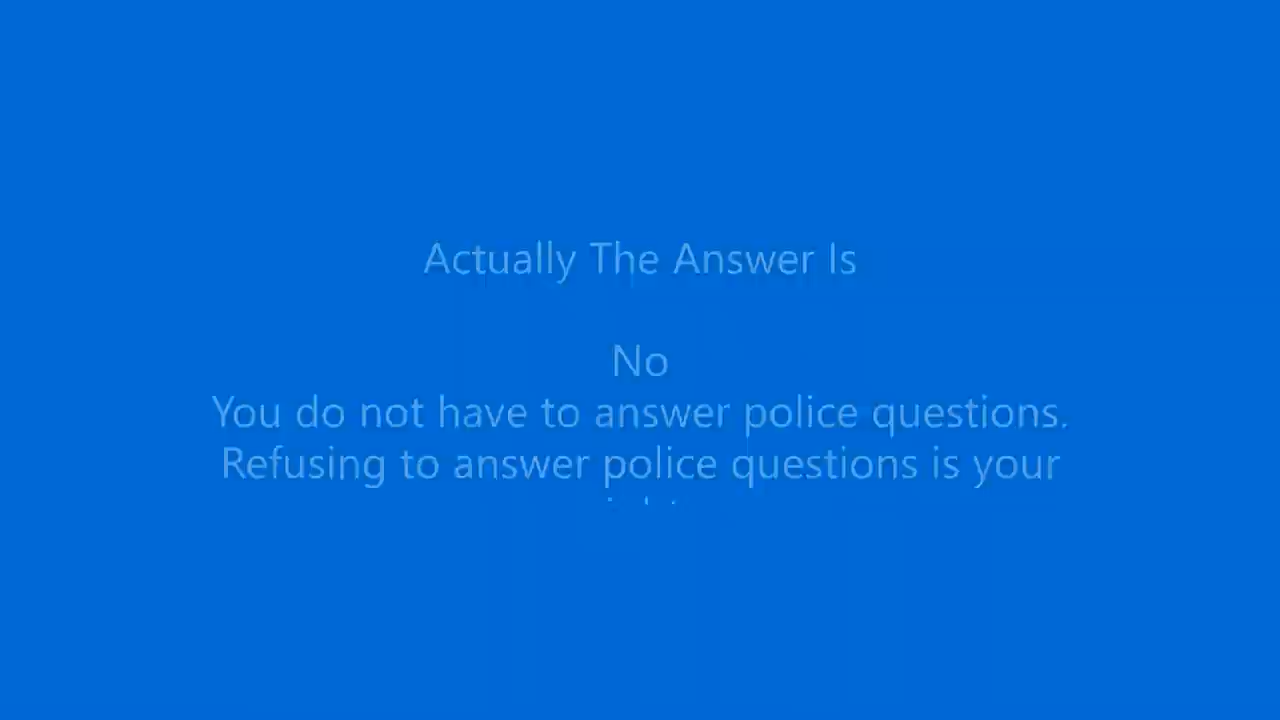 Actually The Answer Is
No
You do not have to answer police questions.
Refusing to answer police questions is your